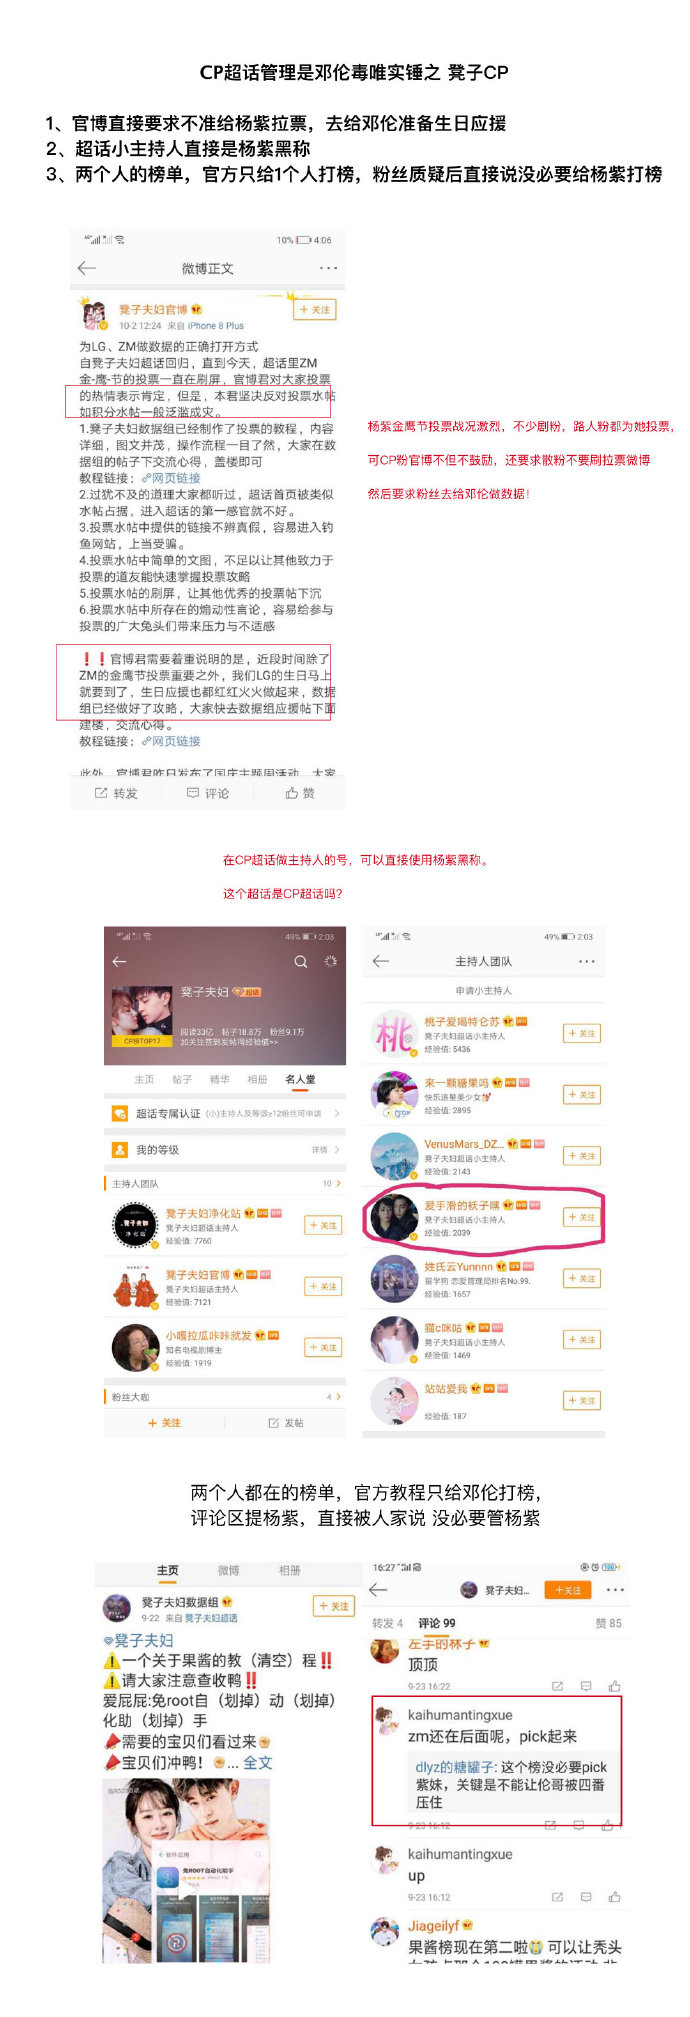 CP超话管理是邓伦毒唯实锤之 凳子CP
1、官博直接要求不准给杨紫拉票，去给邓伦准备生日应援
2、超话小主持人直接是杨紫黑称
3、两个人的榜单，官方只给1个人打榜，粉丝质疑后直接说没必要给杨紫打榜
10% 4:06
微博正文
凳子夫妇官博
+ 关注
10-2 12:24 来自 iPhone 8 Plus
为LG、ZM做数据的正确打开方式
自凳子夫妇超话回归，直到今天，超话里ZM
金-鹰-节的投票一直在刷屏，官博君对大家投票
的热情表示肯定，但是，本君坚决反对投票水帖
如积分水帖一般泛滥成灾。
1.凳子夫妇数据组已经制作了投票的教程，内容
详细，图文并茂，操作流程一目了然，大家在数
据组的帖子下交流心得，盖楼即可
教程链接：网页链接
2.过犹不及的道理大家都听过，超话首页被类似
水帖占据，进入超话的第一感官就不好。
3.投票水帖中提供的链接不辨真假，容易进入钓
鱼网站，上当受骗。
4.投票水帖中简单的文图，不足以让其他致力于
投票的道友能快速掌握投票攻略
5.投票水帖的刷屏，让其他优秀的投票帖下沉
6.投票水帖中所存在的煽动性言论，容易给参与
投票的广大兔头们带来压力与不适感
❗❗官博君需要着重说明的是，近段时间除了
ZM的金鹰节投票重要之外，我们LG的生日马上
就要到了，生日应援也都红红火火做起来，数据
组已经做好了攻略，大家快去数据组应援帖下面
建楼，交流心得。
教程链接：网页链接
此外，官博君昨日发布了国庆主题周活动，大家
转发 评论 赞
杨紫金鹰节投票战况激烈，不少剧粉，路人粉都为她投票，
可CP粉官博不但不鼓励，还要求散粉不要刷拉票微博
然后要求粉丝去给邓伦做数据！
在CP超话做主持人的号，可以直接使用杨紫黑称。
这个超话是CP超话吗？
49% 2:03
凳子夫妇 超话
阅读33亿 帖子18.8万 粉丝9.1万
加关注签到发帖得经验值>>
CP榜TOP17
主页 帖子 精华 相册 名人堂
超话专属认证 (小)主持人及等级≥12粉丝可申请
我的等级 详情
主持人团队 10
凳子夫妇净化站
凳子夫妇超话主持人
经验值: 7760
+ 关注
凳子夫妇官博
凳子夫妇超话主持人
经验值: 7121
+ 关注
小嘎拉瓜咔咔就发
知名电视剧博主
经验值: 1919
+ 关注
粉丝大咖 4
+ 关注 发帖
49% 2:03
主持人团队
申请小主持人
桃
桃子爱喝特仑苏
凳子夫妇超话小主持人
经验值: 5436
+ 关注
来一颗糖果吗
快乐追星美少女
经验值: 2895
+ 关注
VenusMars_DZ...
凳子夫妇超话小主持人
经验值: 2143
+ 关注
爱手滑的袄子嘿
凳子夫妇超话小主持人
经验值: 2039
+ 关注
姓氏云Yunnnn
留学狗 恋爱管理局排名No.99.
经验值: 1657
+ 关注
猫c咪咕
凳子夫妇超话小主持人
经验值: 1469
+ 关注
站站爱我
经验值: 187
+ 关注
两个人都在的榜单，官方教程只给邓伦打榜，
评论区提杨紫，直接被人家说 没必要管杨紫
主页 微博 相册
凳子夫妇数据组
9-22 来自 凳子夫妇超话
+ 关注
凳子夫妇
⚠一个关于果酱的教（清空）程‼
⚠请大家注意查收鸭‼
爱屁屁:免root自（划掉）动（划掉）
化助（划掉）手
需要的宝贝们看过来✊
宝贝们冲鸭！✊... 全文
软件应用
免ROOT自动化助手
16:27
100
凳子夫妇...
+关注
转发 4 评论 99 赞 85
左手的林子
顶顶
9-23 16:22
kaihumantingxue
zm还在后面呢，pick起来
dlyz的糖罐子: 这个榜没必要pick
紫妹，关键是不能让伦哥被四番
压住
9-23 16:12
kaihumantingxue
up
9-23 16:12
Jiageilyf
果酱榜现在第二啦😭 可以让秃头